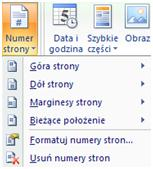 Numer strony
Data i godzina
Szybkie części
Obraz
Góra strony
Dół strony
Marginesy strony
Bieżące położenie
Formatuj numery stron...
Usuń numery stron